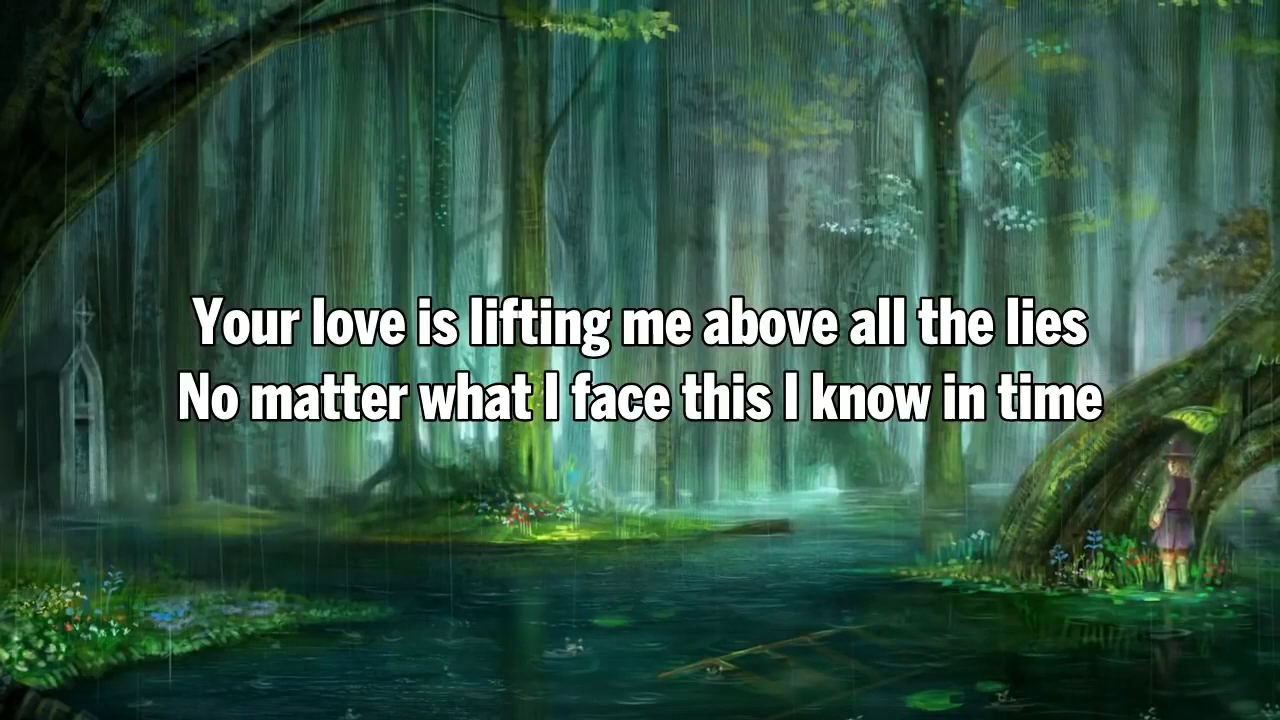 Your love is lifting me above all the lies
No matter what I face this I know in time